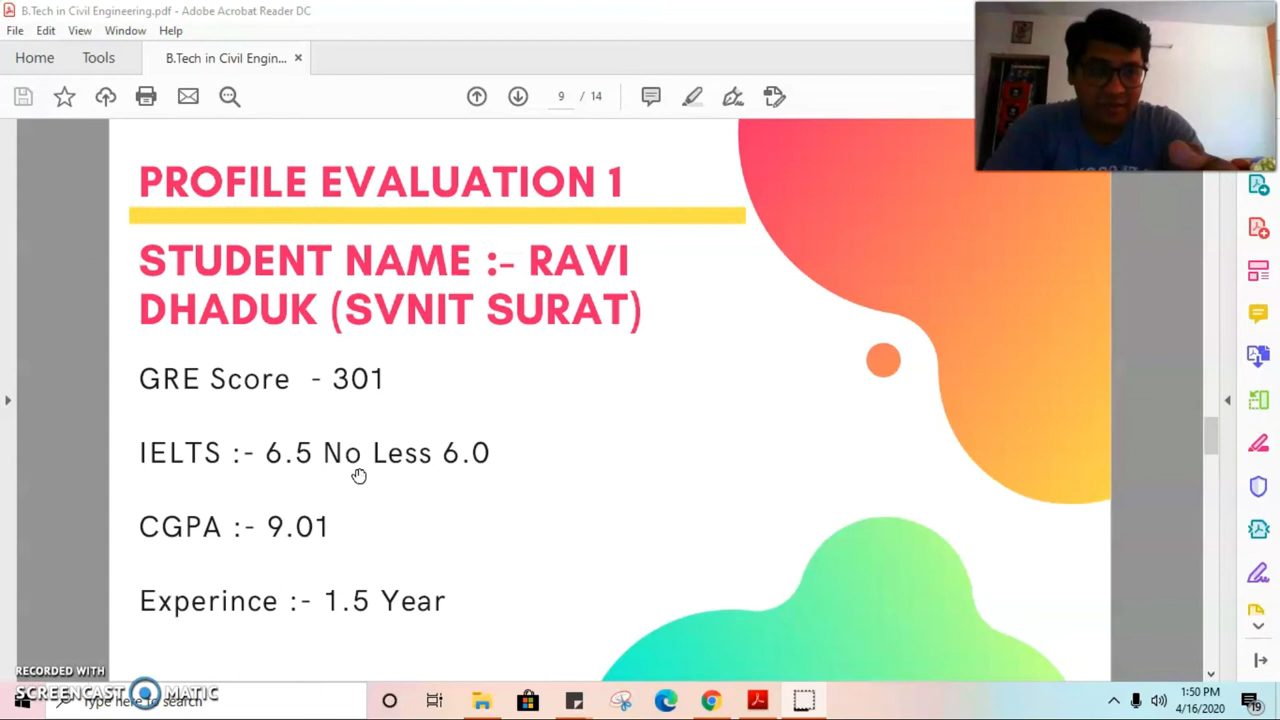 B.Tech in Civil Engineering.pdf - Adobe Acrobat Reader DC
File Edit View Window Help
Home Tools B.Tech in Civil Engin... ×
9 / 14
PROFILE EVALUATION 1
STUDENT NAME :- RAVI
DHADUK (SVNIT SURAT)
GRE Score - 301
IELTS :- 6.5 No Less 6.0
CGPA :- 9.01
Experince :- 1.5 Year
RECORDED WITH
SCREENCAST MATIC
Type here to search
1:50 PM
4/16/2020
19